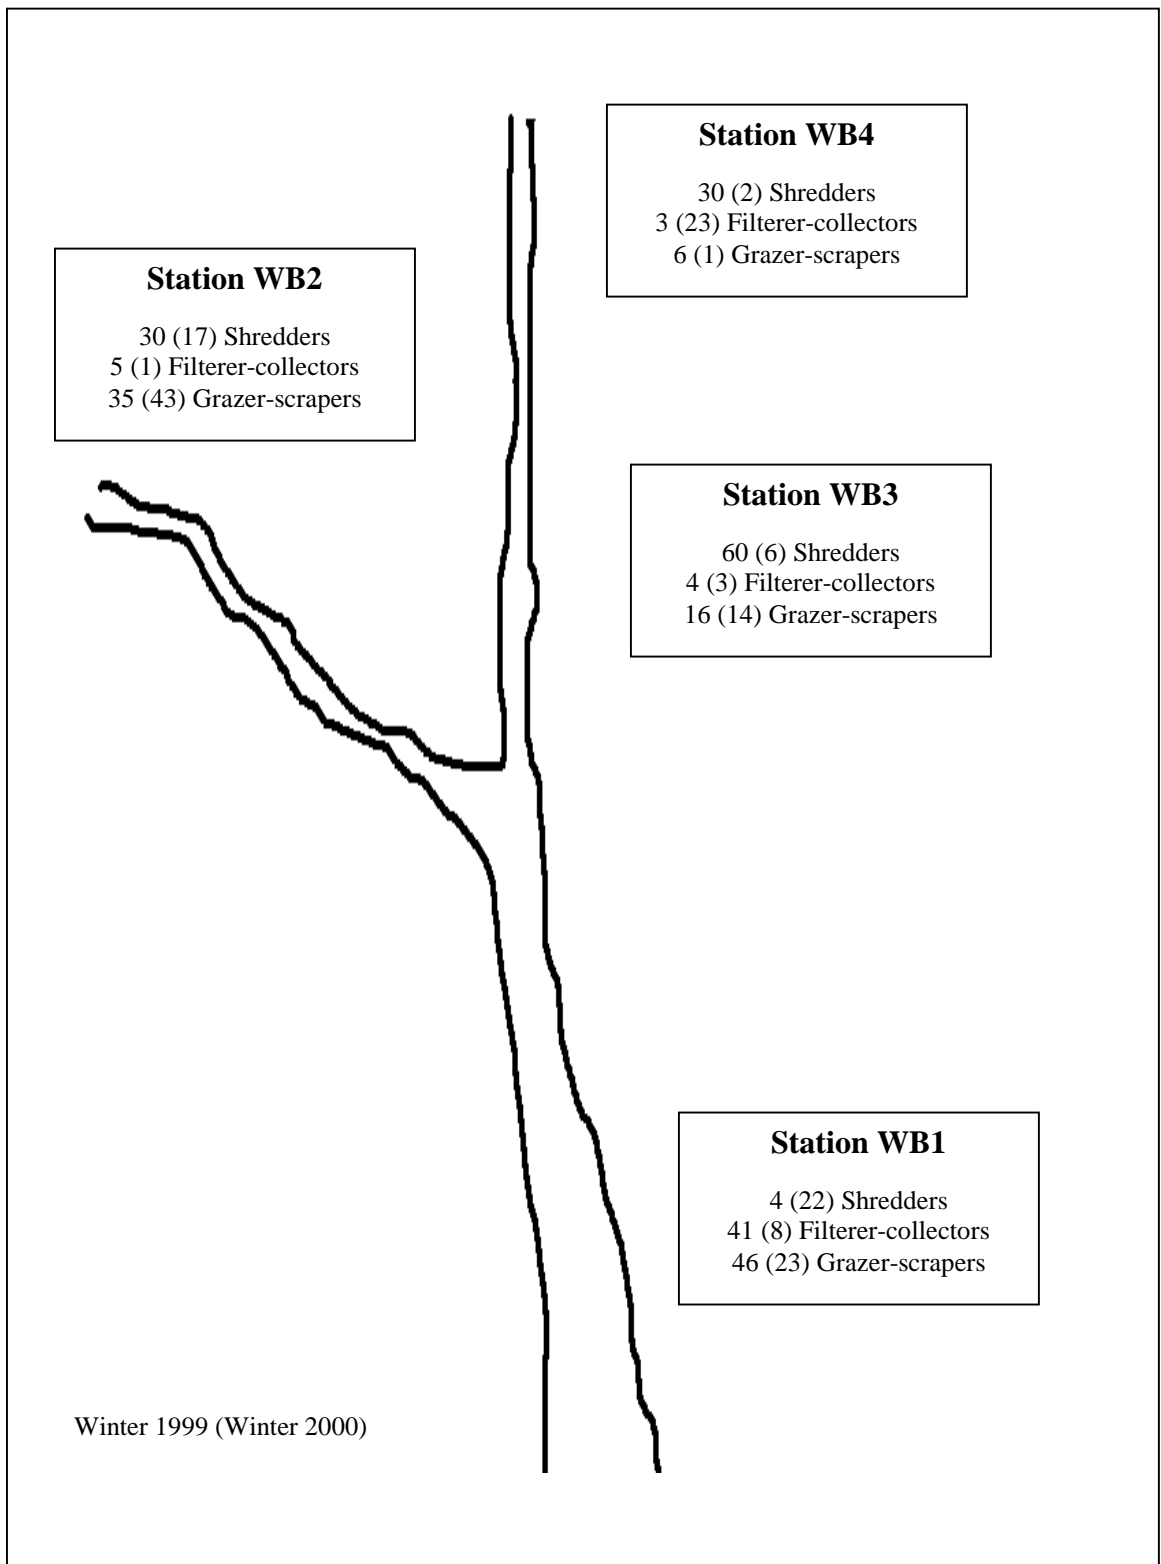 Station WB4
30 (2) Shredders
3 (23) Filterer-collectors
6 (1) Grazer-scrapers
Station WB2
30 (17) Shredders
5 (1) Filterer-collectors
35 (43) Grazer-scrapers
Station WB3
60 (6) Shredders
4 (3) Filterer-collectors
16 (14) Grazer-scrapers
Station WB1
4 (22) Shredders
41 (8) Filterer-collectors
46 (23) Grazer-scrapers
Winter 1999 (Winter 2000)